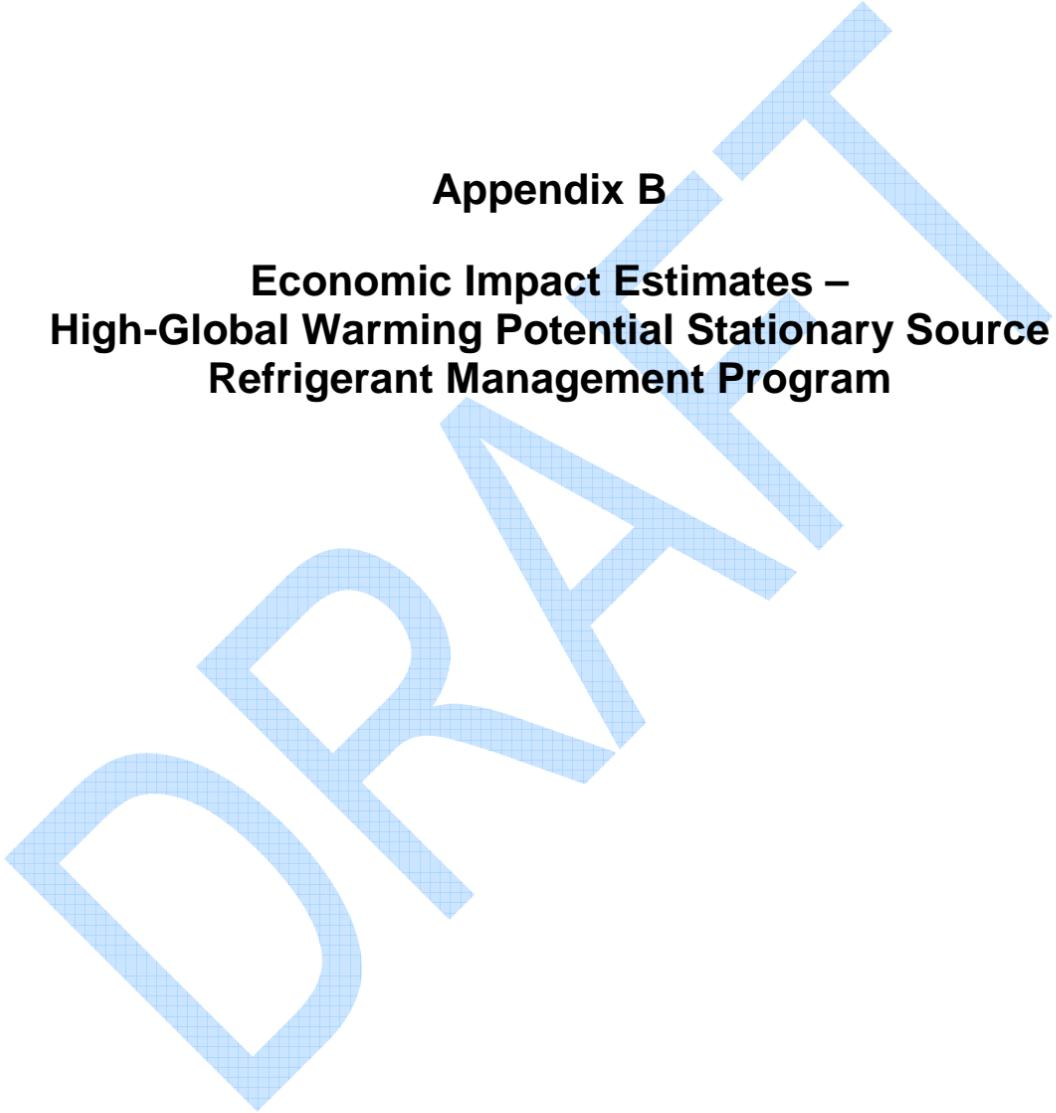 Appendix B
Economic Impact Estimates –
High-Global Warming Potential Stationary Source
Refrigerant Management Program
DRAFT